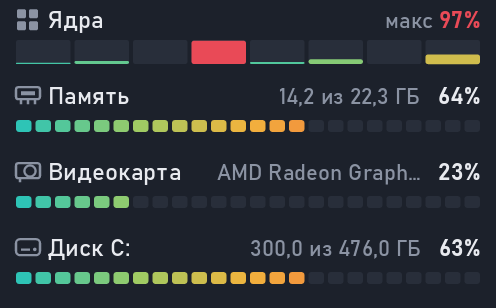 Ядра макс 97%
Память 14,2 из 22,3 ГБ 64%
Видеокарта AMD Radeon Graph... 23%
Диск C: 300,0 из 476,0 ГБ 63%